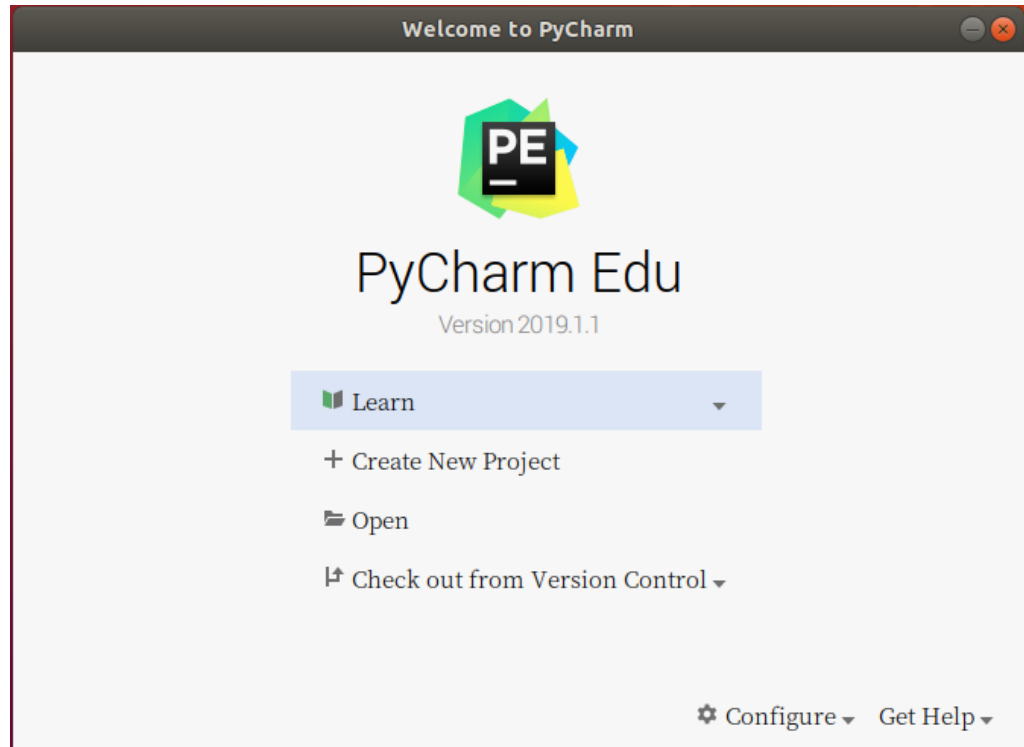 Welcome to PyCharm
PE
PyCharm Edu
Version 2019.1.1
Learn
Create New Project
Open
Check out from Version Control
Configure Get Help